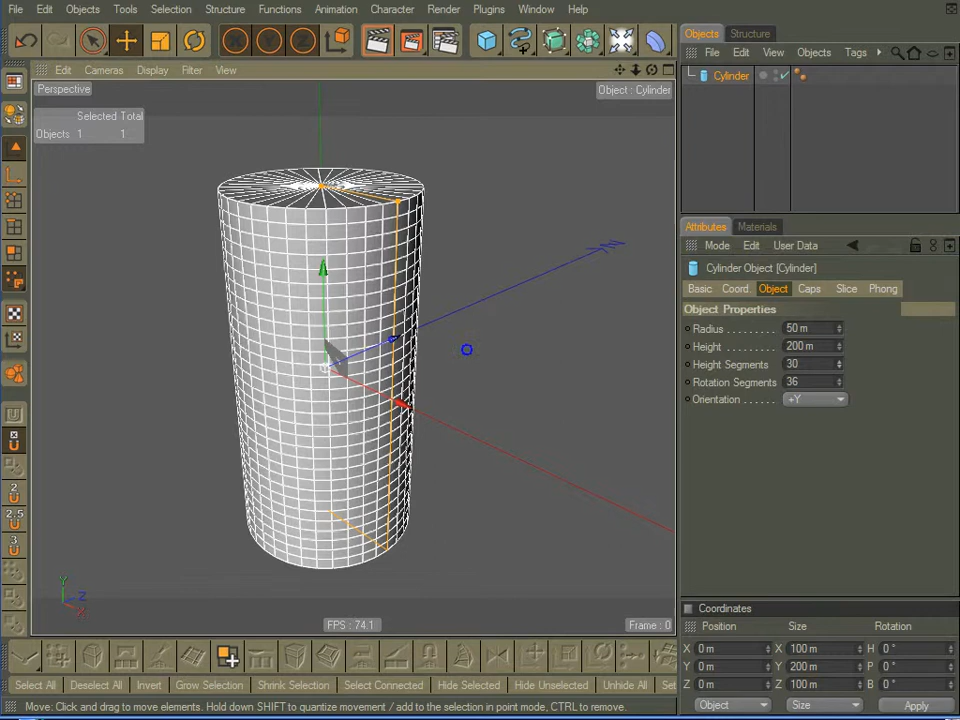 File Edit Objects Tools Selection Structure Functions Animation Character Render Plugins Window Help
Objects Structure
File Edit View Objects Tags
Edit Cameras Display Filter View
Cylinder
Perspective
Object : Cylinder
Selected Total
Objects 1 1
Attributes Materials
Mode Edit User Data
Cylinder Object [Cylinder]
Basic Coord. Object Caps Slice Phong
Object Properties
Radius . . . . . . . . 50 m
Height . . . . . . . . 200 m
Height Segments 30
Rotation Segments 36
Orientation . . . . . . +Y
X
Y
Z
2
2.5
3
Y
Z
X
FPS : 74.1
Frame : 0
Coordinates
Position Size Rotation
X 0 m X 100 m H 0 °
Y 0 m Y 200 m P 0 °
Z 0 m Z 100 m B 0 °
Object Size Apply
Select All Deselect All Invert Grow Selection Shrink Selection Select Connected Hide Selected Hide Unselected Unhide All Set
Move: Click and drag to move elements. Hold down SHIFT to quantize movement / add to the selection in point mode, CTRL to remove.